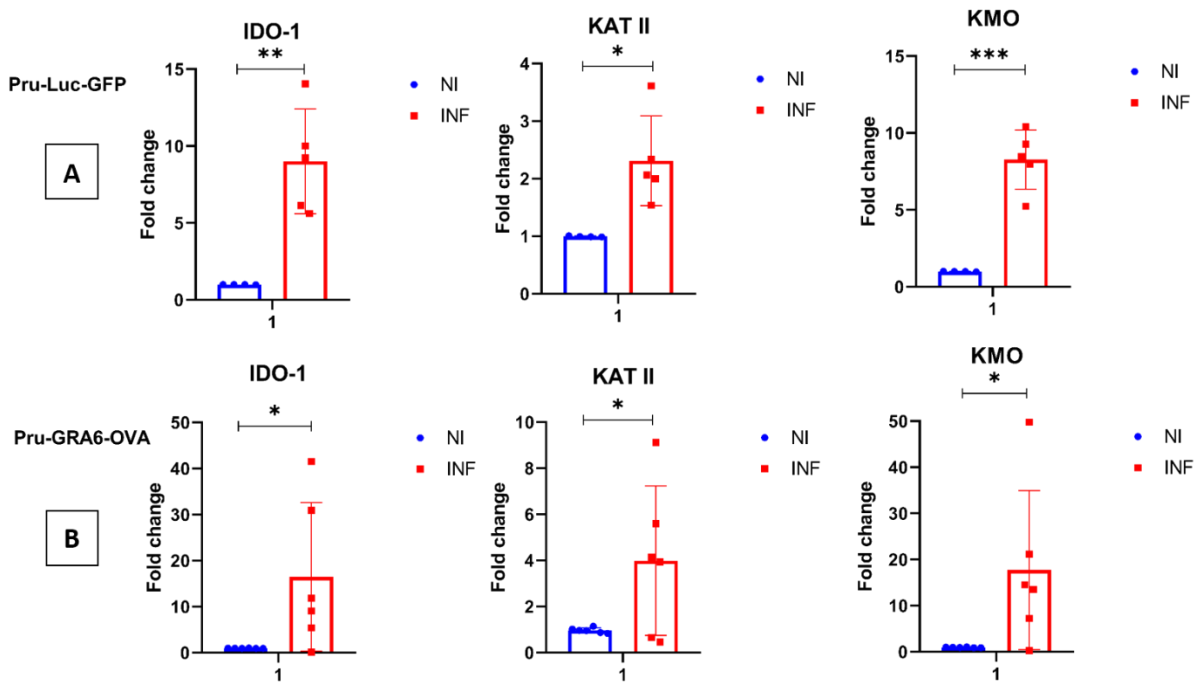 IDO-1
KAT II
KMO
**
*
***
Pru-Luc-GFP
A
Fold change
15
10
5
0
1
NI
INF
Fold change
4
3
2
1
0
1
NI
INF
Fold change
15
10
5
0
1
NI
INF
IDO-1
KAT II
KMO
*
*
*
Pru-GRA6-OVA
B
Fold change
50
40
30
20
10
0
1
NI
INF
Fold change
10
8
6
4
2
0
1
NI
INF
Fold change
50
40
30
20
10
0
1
NI
INF